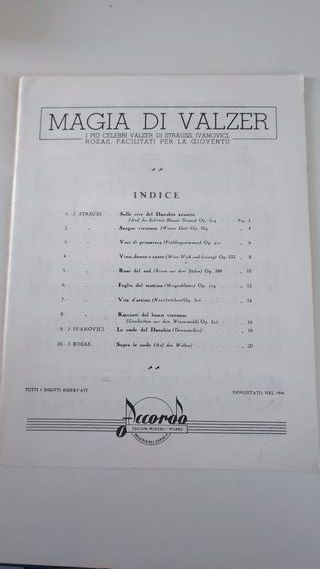 MAGIA DI VALZER
I PIÙ CELEBRI VALZER DI STRAUSS, IVANOVICI,
ROSAS, FACILITATI PER LA GIOVENTÙ
INDICE
1. - J. STRAUSS - Sulle rive del Danubio azzurro
(An der schönen Blauen Donau) Op. 314 Pag. 2
2. - " - Sangue viennese (Wiener Blut) Op. 354 " 4
3. - " - Voci di primavera (Frühlingsstimmen) Op. 410 " 6
4. - " - Vino, donne e canto (Wein, Weib und Gesang) Op. 333 " 8
5. - " - Rose del sud (Rosen aus dem Süden) Op. 388 " 10
6. - " - Foglie del mattino (Morgenblätter) Op. 279 " 12
7. - " - Vita d'artista (Künstlerleben) Op. 316 " 14
8. - " - Racconti del bosco viennese
(Geschichten aus dem Wienerwald) Op. 325 " 16
9. - J. IVANOVICI - Le onde del Danubio (Donauwellen) " 18
10. - J. ROSAS - Sopra le onde (Auf den Wellen) " 20
TUTTI I DIRITTI RISERVATI DEPOSITATO NEL
Accordo
EDIZIONI MUSICALI - MILANO
GALLERIA DEL CORSO